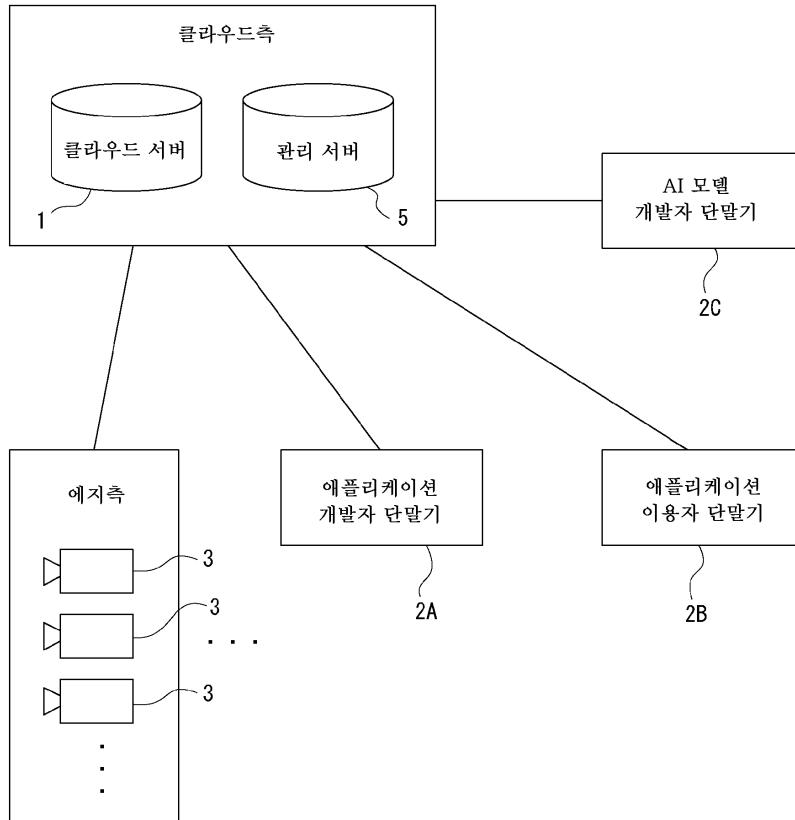 클라우드측
클라우드 서버
관리 서버
1
5
AI 모델
개발자 단말기
2C
에지측
애플리케이션
개발자 단말기
애플리케이션
이용자 단말기
3
3
3
2A
2B
. . .